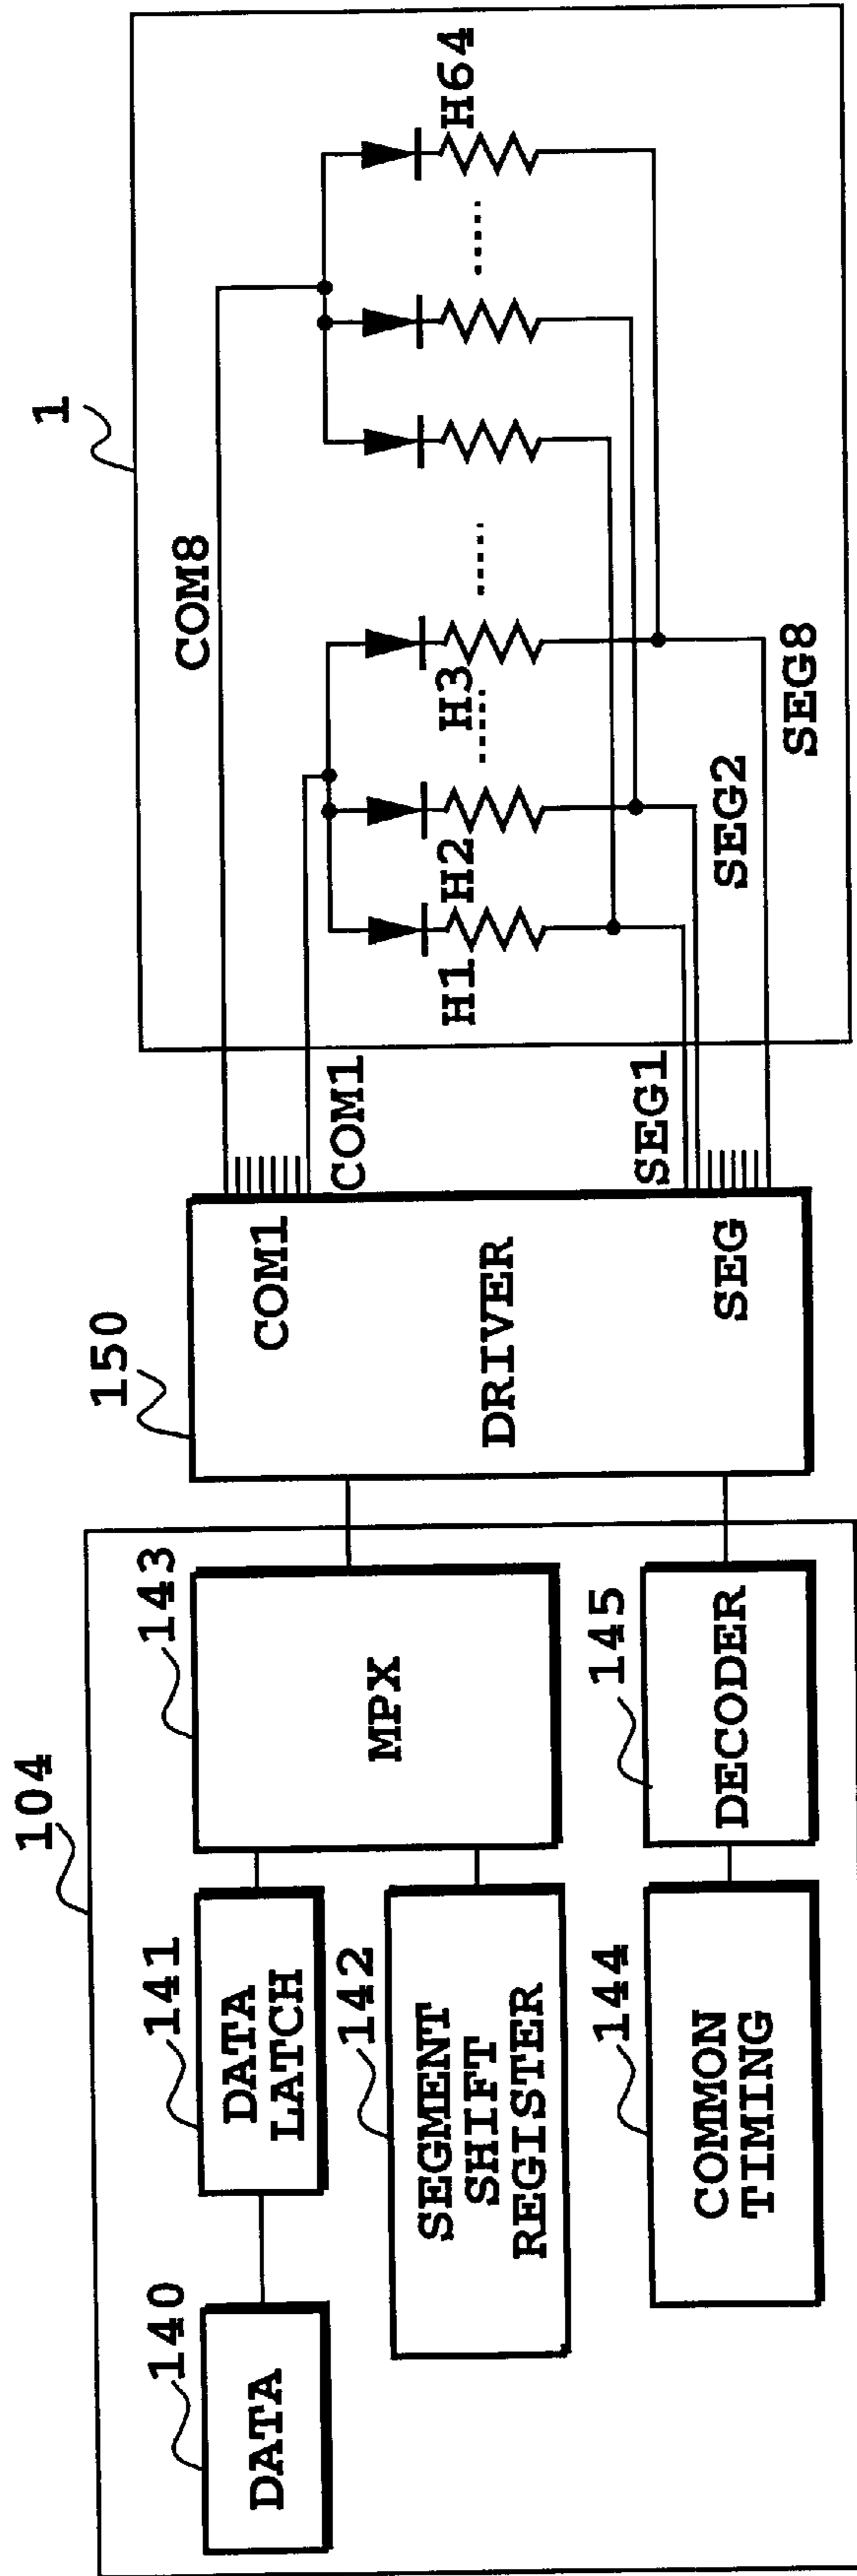 104
140
DATA
141
DATA
LATCH
142
SEGMENT
SHIFT
REGISTER
143
MPX
144
COMMON
TIMING
145
DECODER
150
COM1
DRIVER
SEG
COM1
SEG1
1
COM8
H1
H2
H3
H64
SEG2
SEG8